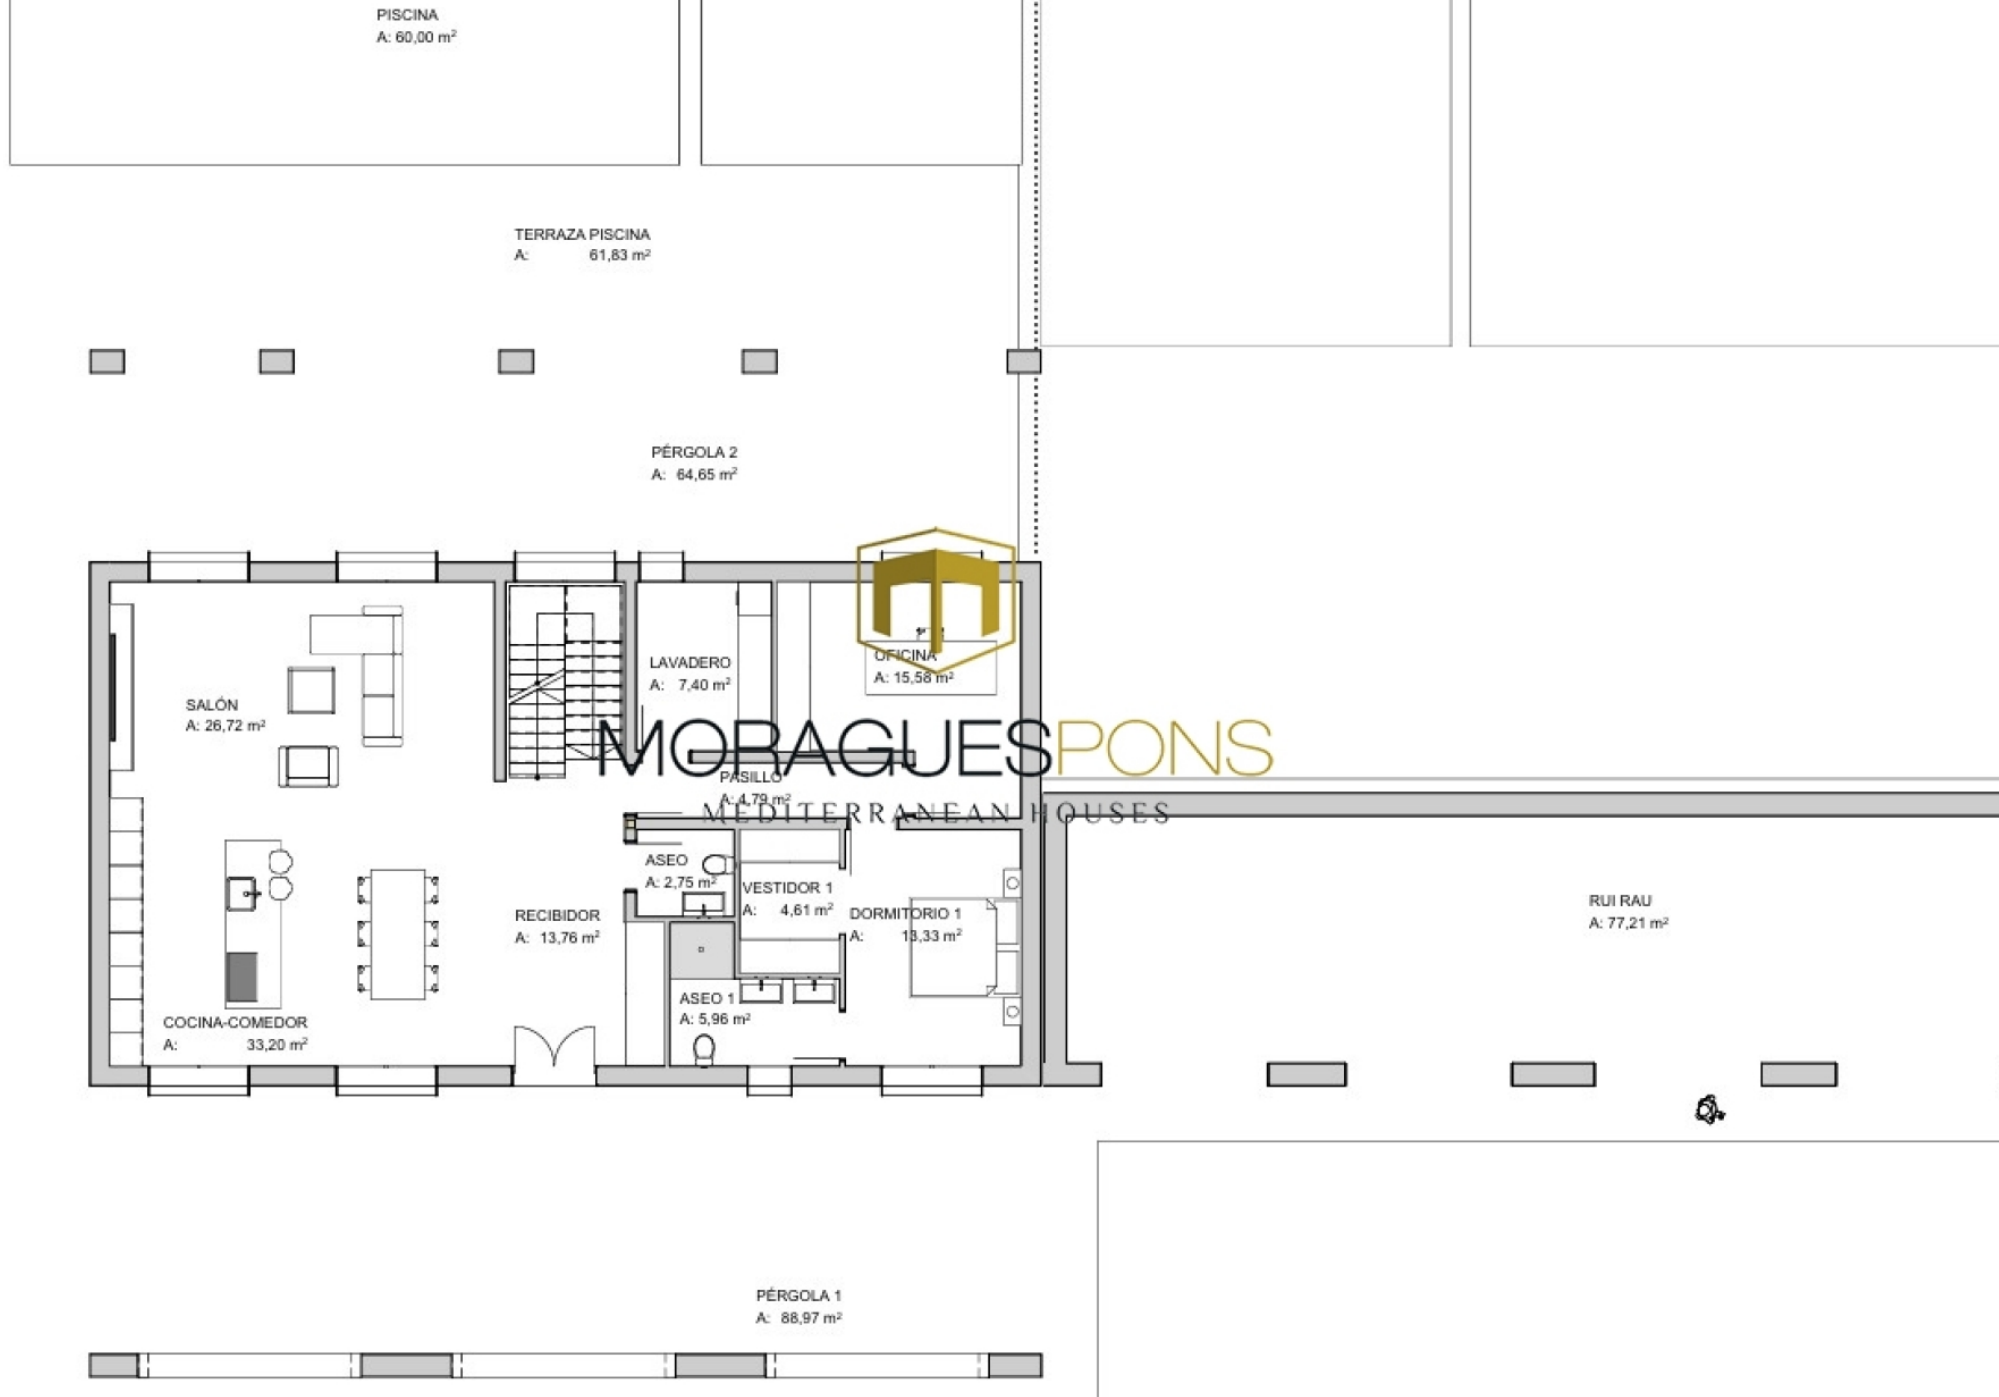 PISCINA
A: 60,00 m²
TERRAZA PISCINA
A: 61,83 m²
PÉRGOLA 2
A: 64,65 m²
LAVADERO
A: 7,40 m²
OFICINA
A: 15,58 m²
SALÓN
A: 26,72 m²
MORAGUESPONS
MEDITERRANEAN HOUSES
PASILLO
A: 4,79 m²
ASEO
A: 2,75 m²
VESTIDOR 1
A: 4,61 m²
DORMITORIO 1
A: 13,33 m²
RECIBIDOR
A: 13,76 m²
RUI RAU
A: 77,21 m²
ASEO 1
A: 5,96 m²
COCINA-COMEDOR
A: 33,20 m²
PÉRGOLA 1
A: 88,97 m²